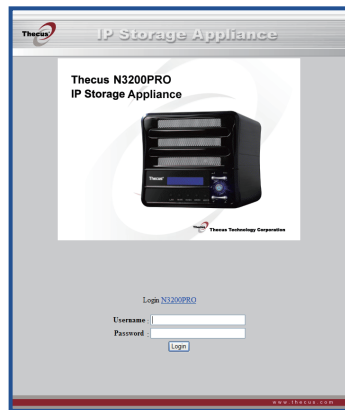 Thecus
IP Storage Appliance
Thecus N3200PRO
IP Storage Appliance
Thecus
Thecus Technology Corporation
Login N3200PRO
Username :
Password :
Login
www.thecus.com